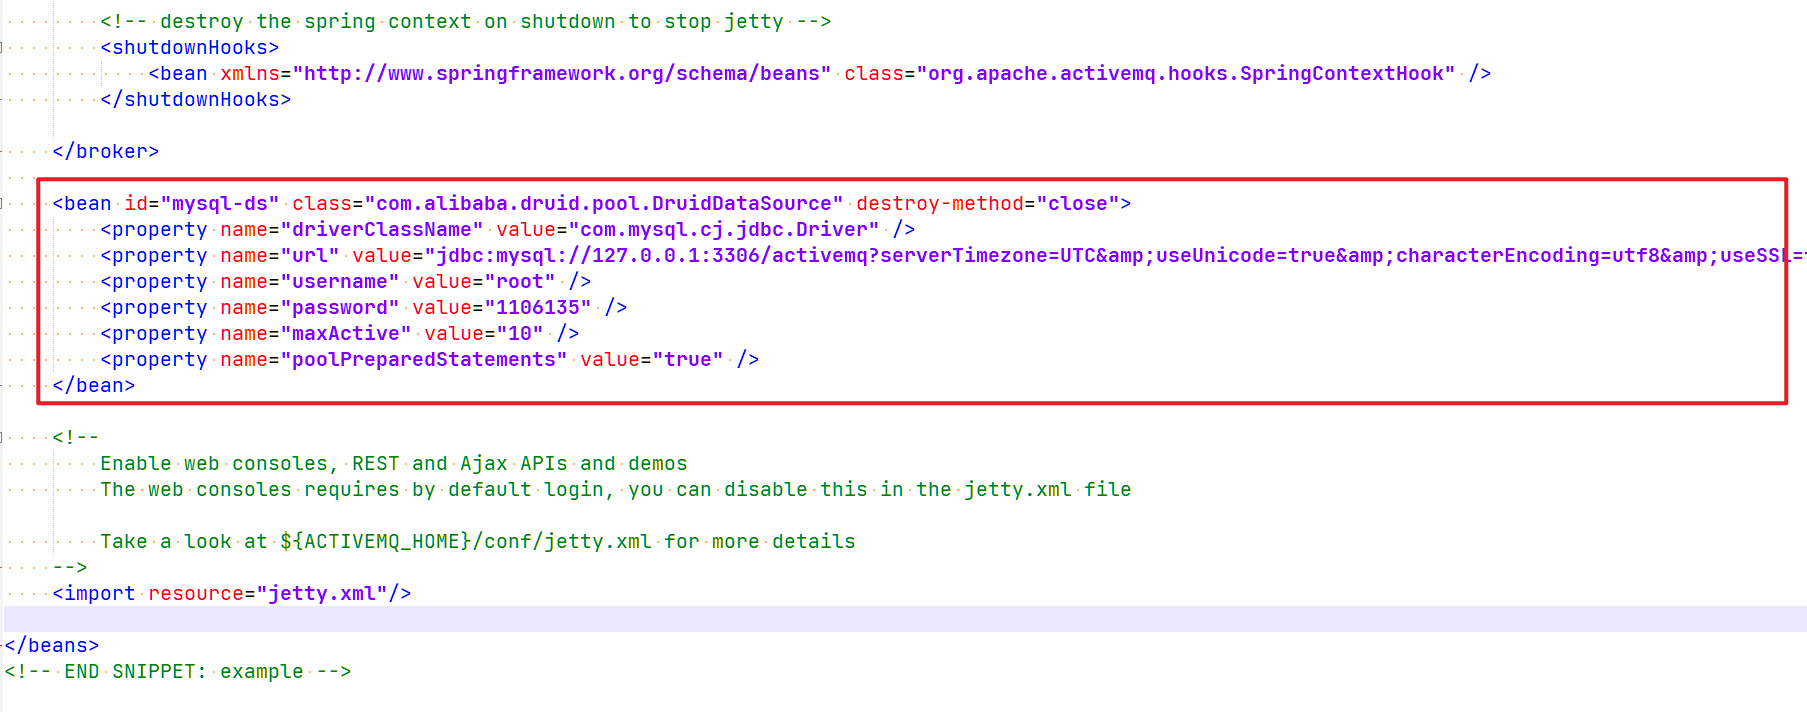 <!-- destroy the spring context on shutdown to stop jetty -->
<shutdownHooks>
<bean xmlns="http://www.springframework.org/schema/beans" class="org.apache.activemq.hooks.SpringContextHook" />
</shutdownHooks>
</broker>
<bean id="mysql-ds" class="com.alibaba.druid.pool.DruidDataSource" destroy-method="close">
<property name="driverClassName" value="com.mysql.cj.jdbc.Driver" />
<property name="url" value="jdbc:mysql://127.0.0.1:3306/activemq?serverTimezone=UTC&amp;useUnicode=true&amp;characterEncoding=utf8&amp;useSSL=
<property name="username" value="root" />
<property name="password" value="1106135" />
<property name="maxActive" value="10" />
<property name="poolPreparedStatements" value="true" />
</bean>
<!--
Enable web consoles, REST and Ajax APIs and demos
The web consoles requires by default login, you can disable this in the jetty.xml file
Take a look at ${ACTIVEMQ_HOME}/conf/jetty.xml for more details
-->
<import resource="jetty.xml"/>
</beans>
<!-- END SNIPPET: example -->